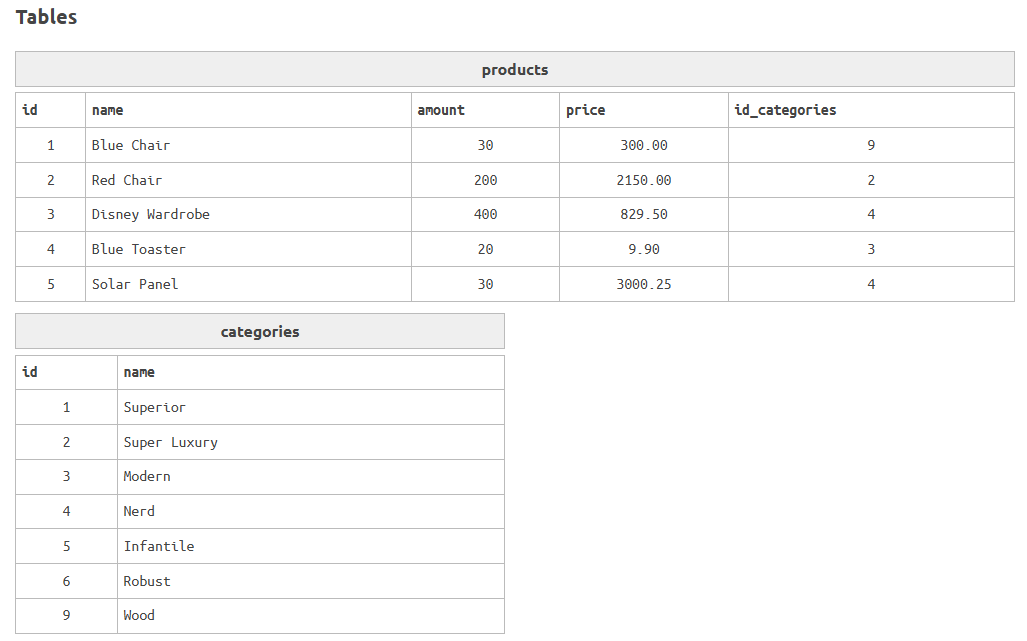 Tables
products
id name amount price id_categories
1 Blue Chair 30 300.00 9
2 Red Chair 200 2150.00 2
3 Disney Wardrobe 400 829.50 4
4 Blue Toaster 20 9.90 3
5 Solar Panel 30 3000.25 4
categories
id name
1 Superior
2 Super Luxury
3 Modern
4 Nerd
5 Infantile
6 Robust
9 Wood